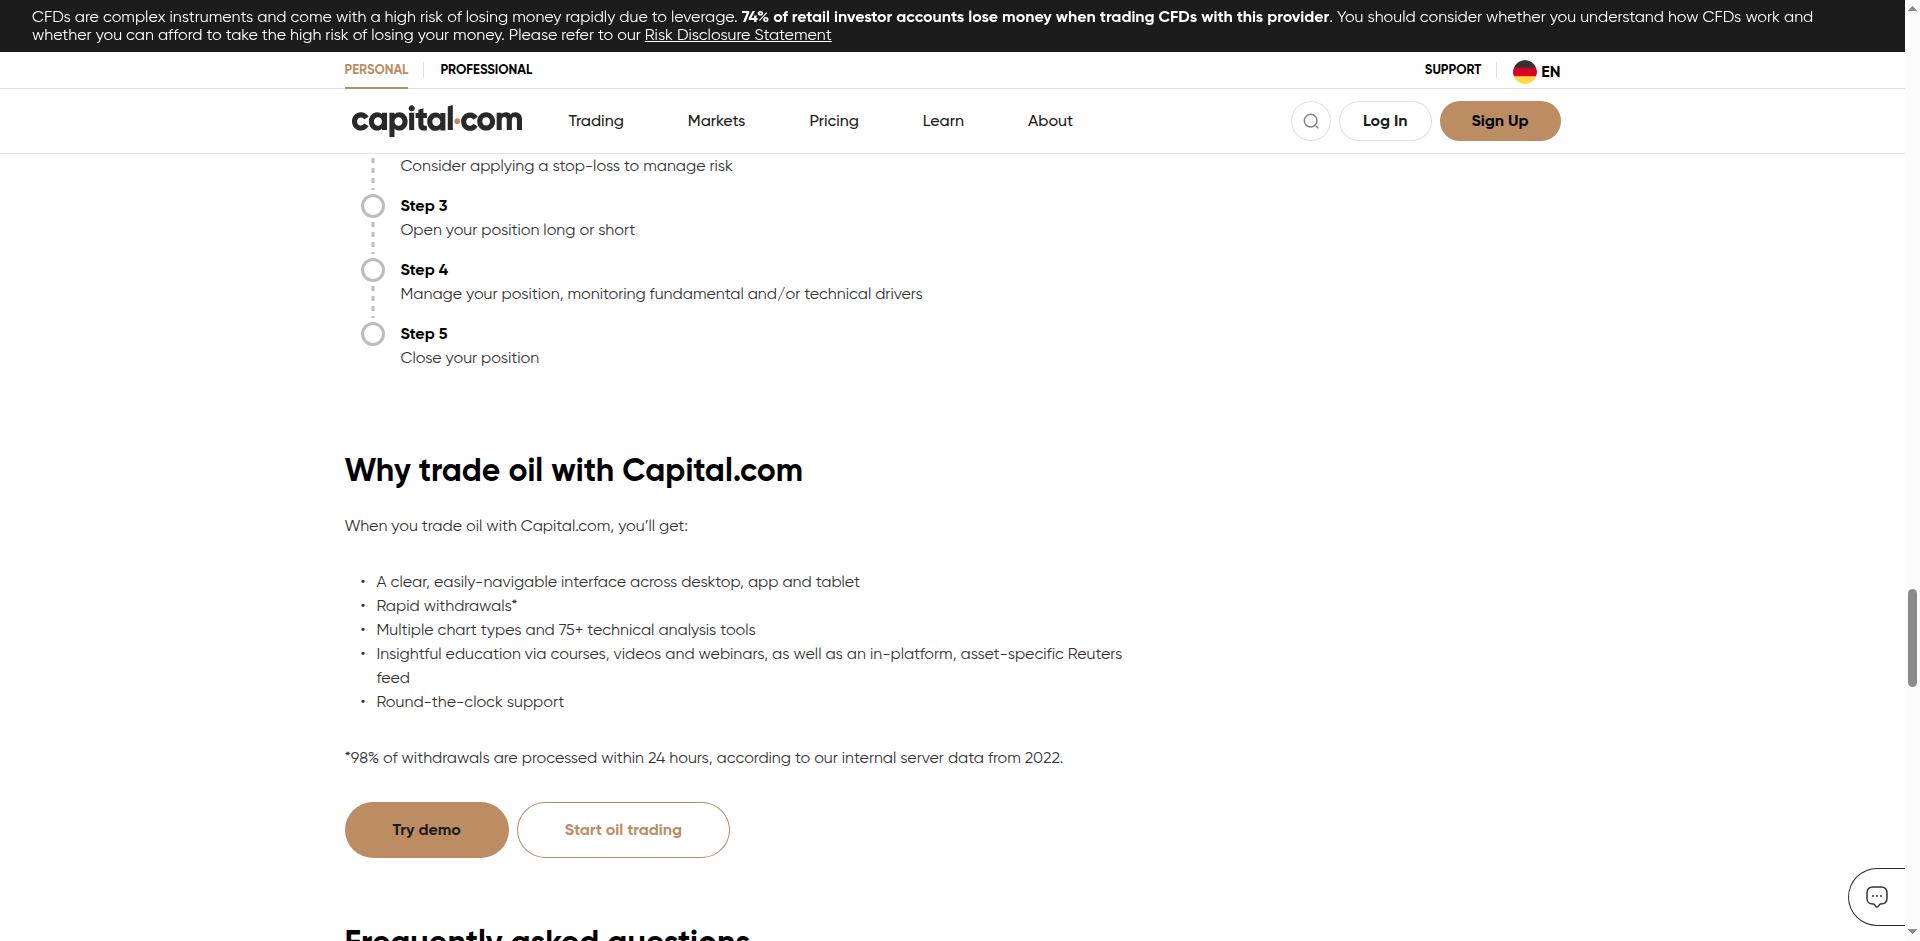 CFDs are complex instruments and come with a high risk of losing money rapidly due to leverage. 74% of retail investor accounts lose money when trading CFDs with this provider. You should consider whether you understand how CFDs work and
whether you can afford to take the high risk of losing your money. Please refer to our Risk Disclosure Statement
PERSONAL PROFESSIONAL SUPPORT EN
capital.com Trading Markets Pricing Learn About Log In Sign Up
Consider applying a stop-loss to manage risk
Step 3
Open your position long or short
Step 4
Manage your position, monitoring fundamental and/or technical drivers
Step 5
Close your position
Why trade oil with Capital.com
When you trade oil with Capital.com, you’ll get:
• A clear, easily-navigable interface across desktop, app and tablet
• Rapid withdrawals*
• Multiple chart types and 75+ technical analysis tools
• Insightful education via courses, videos and webinars, as well as an in-platform, asset-specific Reuters
feed
• Round-the-clock support
*98% of withdrawals are processed within 24 hours, according to our internal server data from 2022.
Try demo Start oil trading
Frequently asked questions